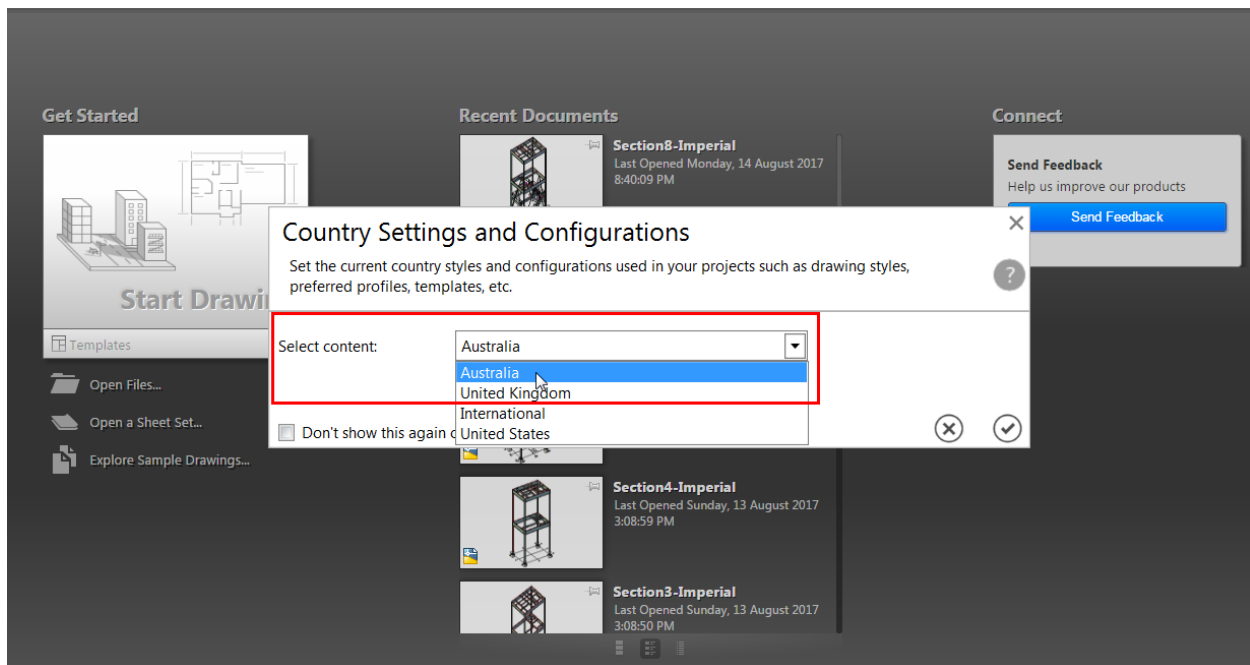 Get Started
Start Drawi
Templates
Open Files...
Open a Sheet Set...
Explore Sample Drawings...
Recent Documents
Section8-Imperial
Last Opened Monday, 14 August 2017
8:40:09 PM
Country Settings and Configurations
Set the current country styles and configurations used in your projects such as drawing styles,
preferred profiles, templates, etc.
?
Select content:
Australia
Australia
United Kingdom
International
United States
Don't show this again
Section4-Imperial
Last Opened Sunday, 13 August 2017
3:08:59 PM
Section3-Imperial
Last Opened Sunday, 13 August 2017
3:08:50 PM
Connect
Send Feedback
Help us improve our products
Send Feedback